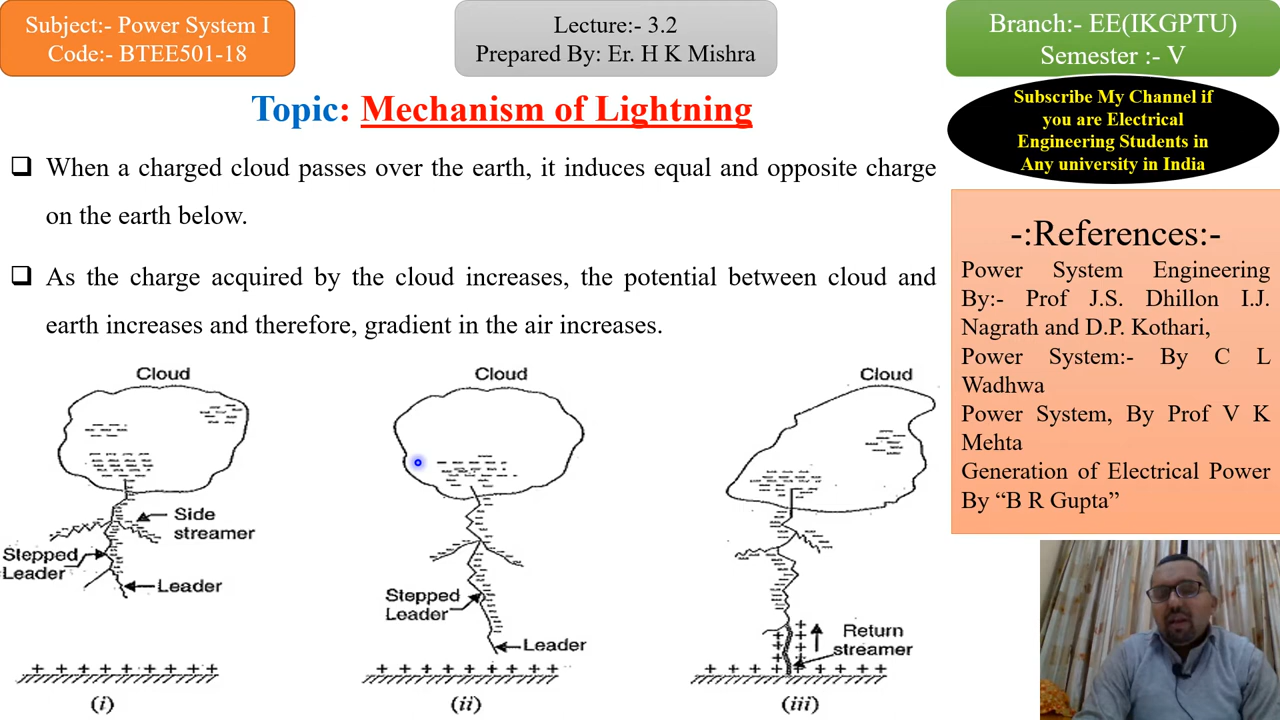 Subject:- Power System I
Code:- BTEE501-18
Lecture:- 3.2
Prepared By: Er. H K Mishra
Branch:- EE(IKGPTU)
Semester :- V
Subscribe My Channel if
you are Electrical
Engineering Students in
Any university in India
Topic: Mechanism of Lightning
❑ When a charged cloud passes over the earth, it induces equal and opposite charge
on the earth below.
❑ As the charge acquired by the cloud increases, the potential between cloud and
earth increases and therefore, gradient in the air increases.
-:References:-
Power System Engineering
By:- Prof J.S. Dhillon I.J.
Nagrath and D.P. Kothari,
Power System:- By C L
Wadhwa
Power System, By Prof V K
Mehta
Generation of Electrical Power
By “B R Gupta”
Cloud
Side
streamer
Stepped
Leader
Leader
(i)
Cloud
Stepped
Leader
Leader
(ii)
Cloud
Return
streamer
(iii)